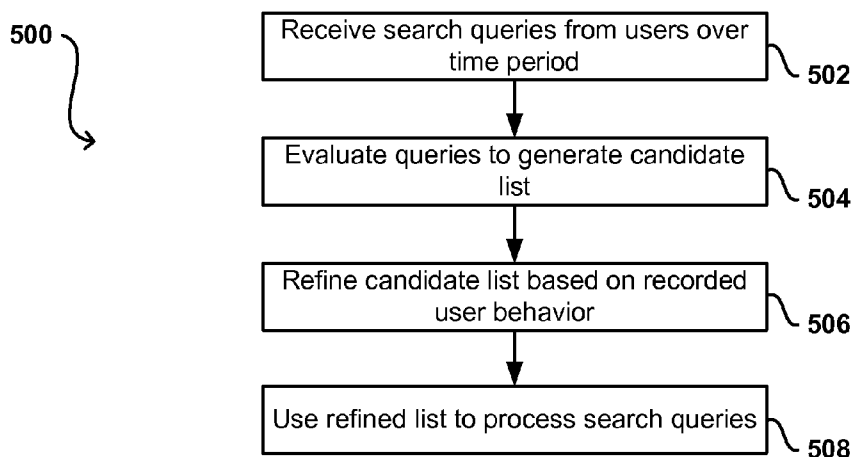 500
Receive search queries from users over
time period
502
Evaluate queries to generate candidate
list
504
Refine candidate list based on recorded
user behavior
506
Use refined list to process search queries
508